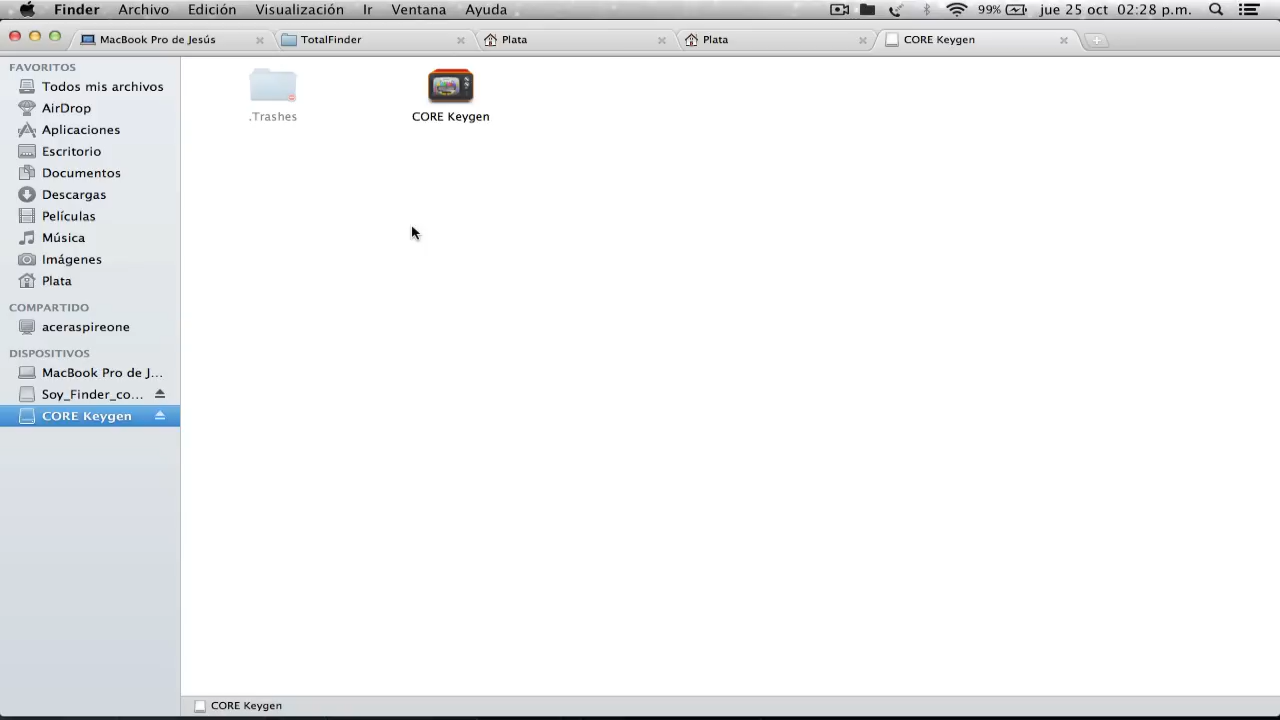 Finder Archivo Edición Visualización Ir Ventana Ayuda 99% jue 25 oct 02:28 p.m.
MacBook Pro de Jesús TotalFinder Plata Plata CORE Keygen
FAVORITOS
Todos mis archivos
AirDrop
Aplicaciones
Escritorio
Documentos
Descargas
Películas
Música
Imágenes
Plata
COMPARTIDO
aceraspireone
DISPOSITIVOS
MacBook Pro de J...
Soy_Finder_co...
CORE Keygen
.Trashes CORE Keygen
CORE Keygen